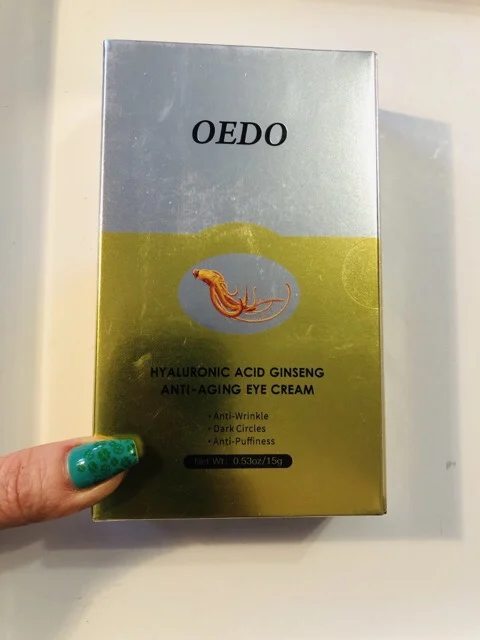 OEDO
HYALURONIC ACID GINSENG
ANTI-AGING EYE CREAM
• Anti-Wrinkle
• Dark Circles
• Anti-Puffiness
Net Wt: 0.53oz/15g